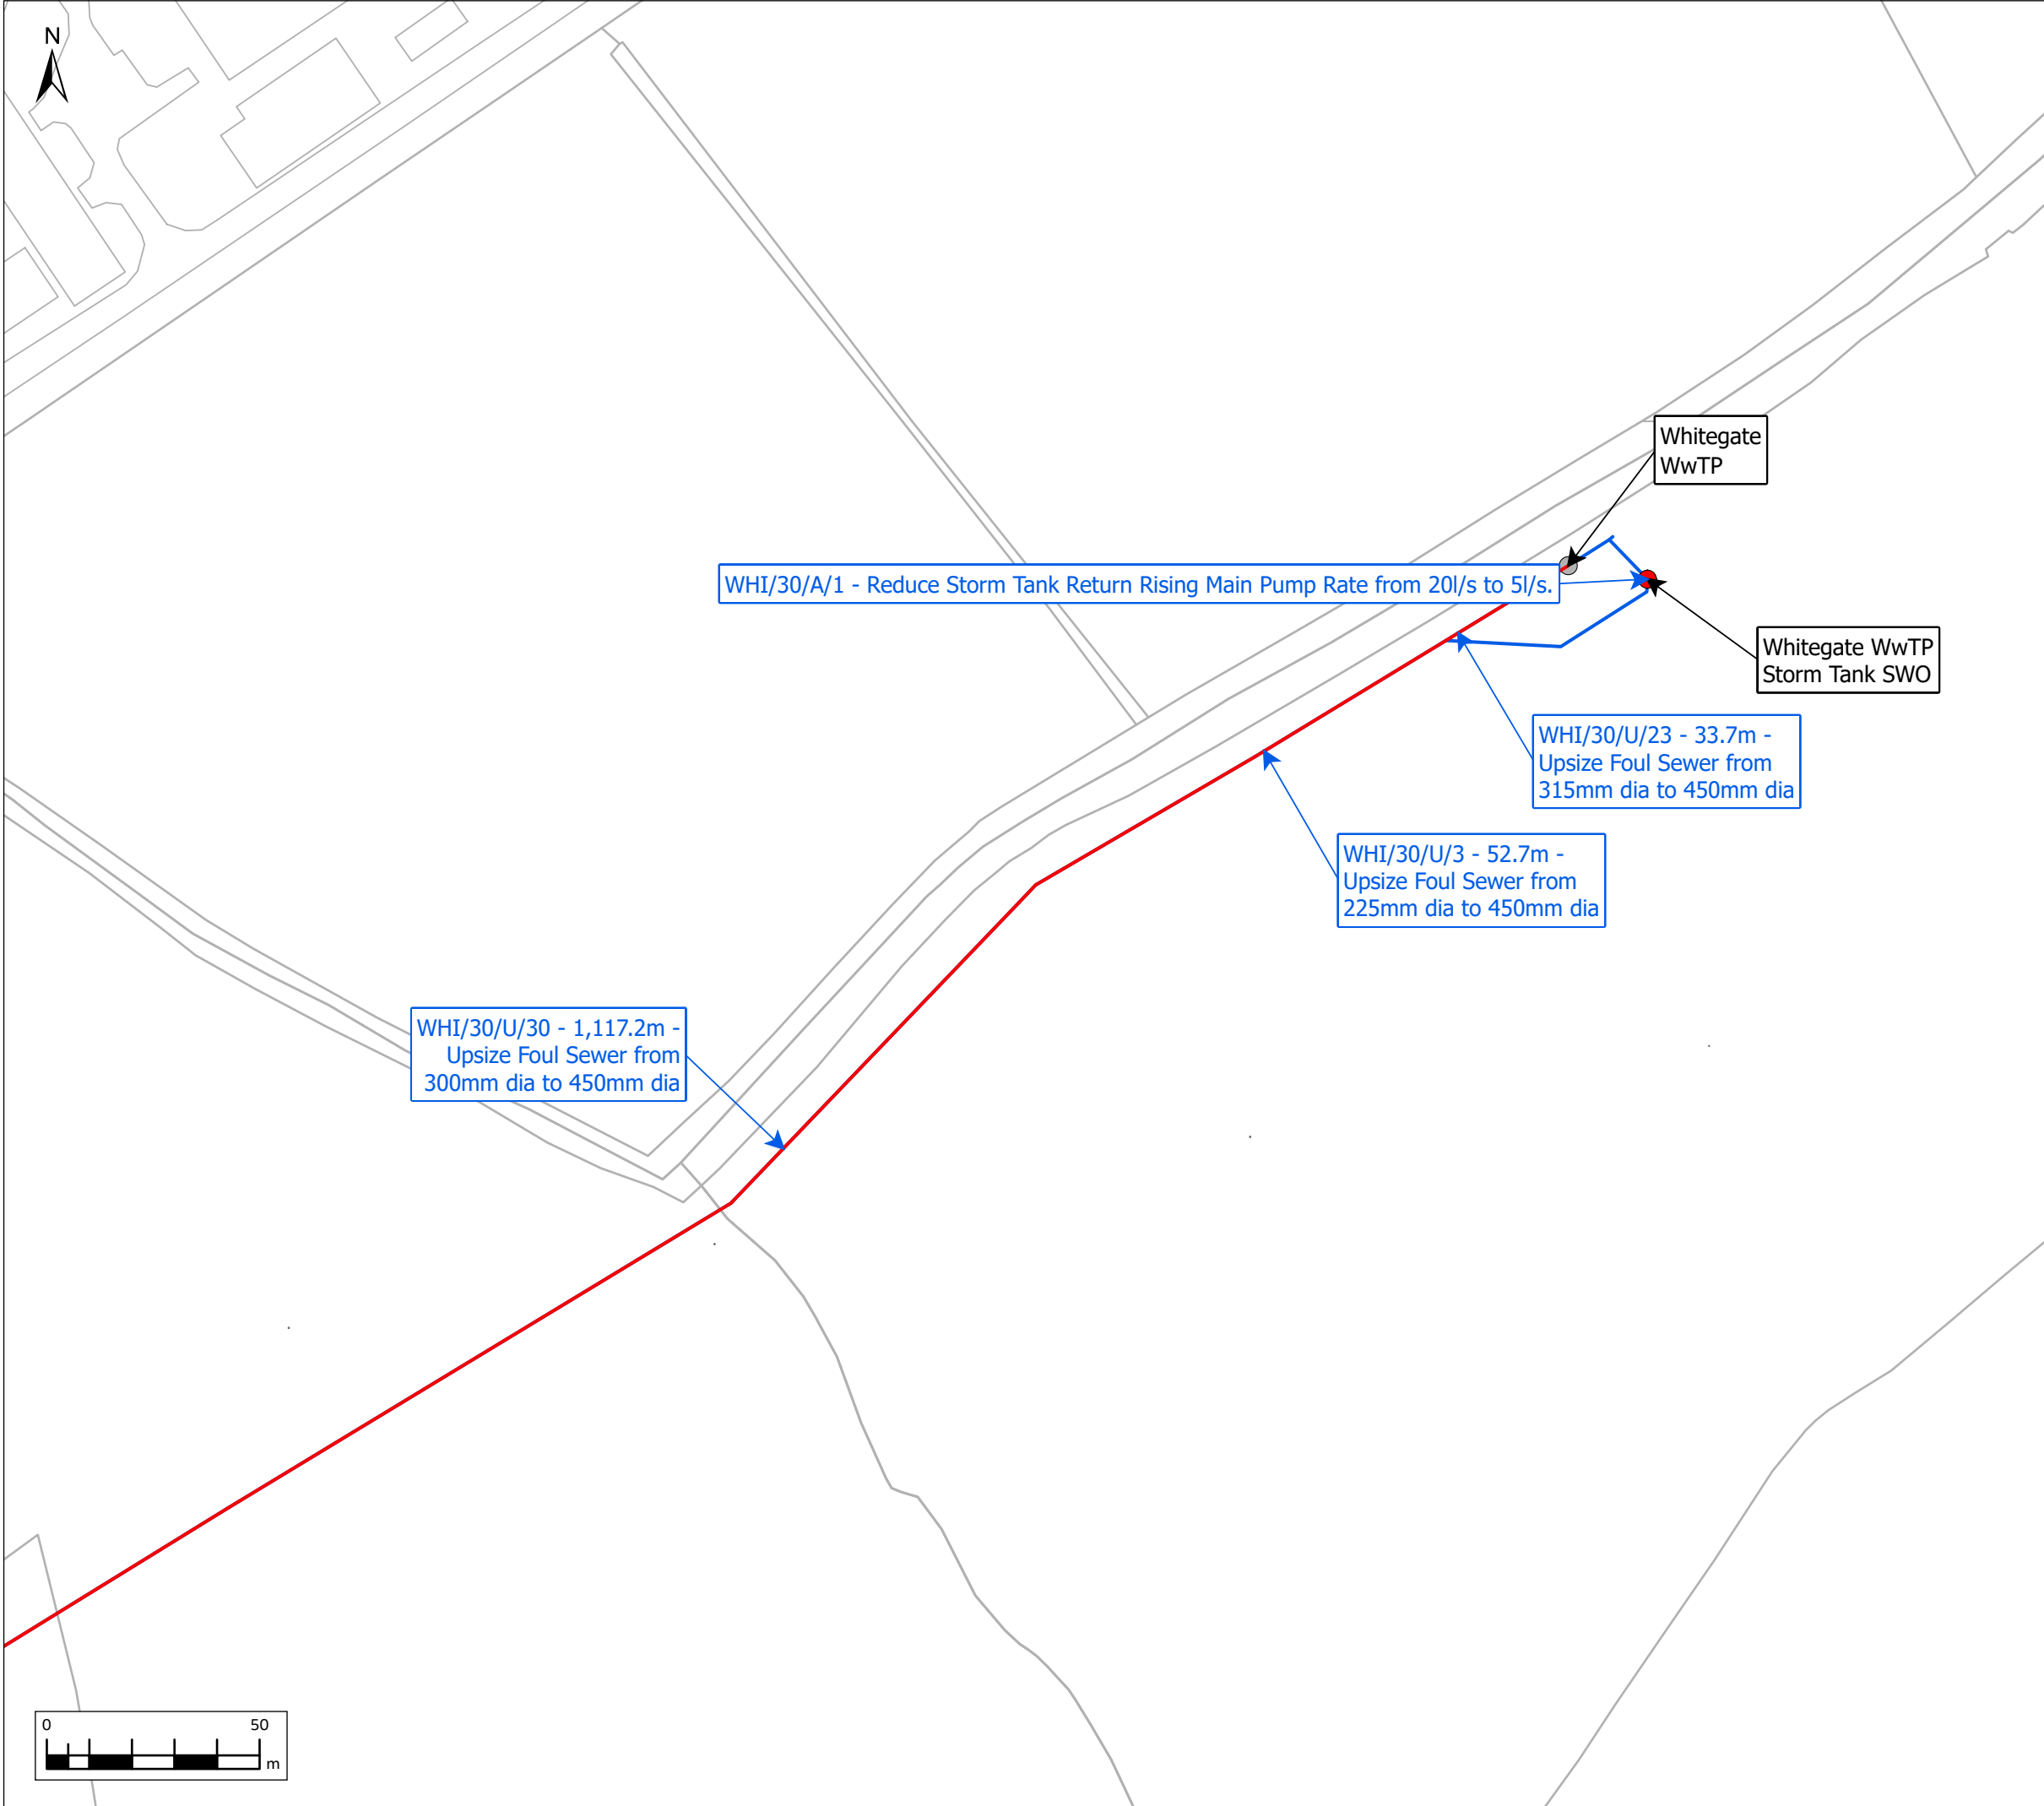 N
Whitegate
WwTP
WHI/30/A/1 - Reduce Storm Tank Return Rising Main Pump Rate from 20l/s to 5l/s.
Whitegate WwTP
Storm Tank SWO
WHI/30/U/23 - 33.7m -
Upsize Foul Sewer from
315mm dia to 450mm dia
WHI/30/U/3 - 52.7m -
Upsize Foul Sewer from
225mm dia to 450mm dia
WHI/30/U/30 - 1,117.2m -
Upsize Foul Sewer from
300mm dia to 450mm dia
0 50
m